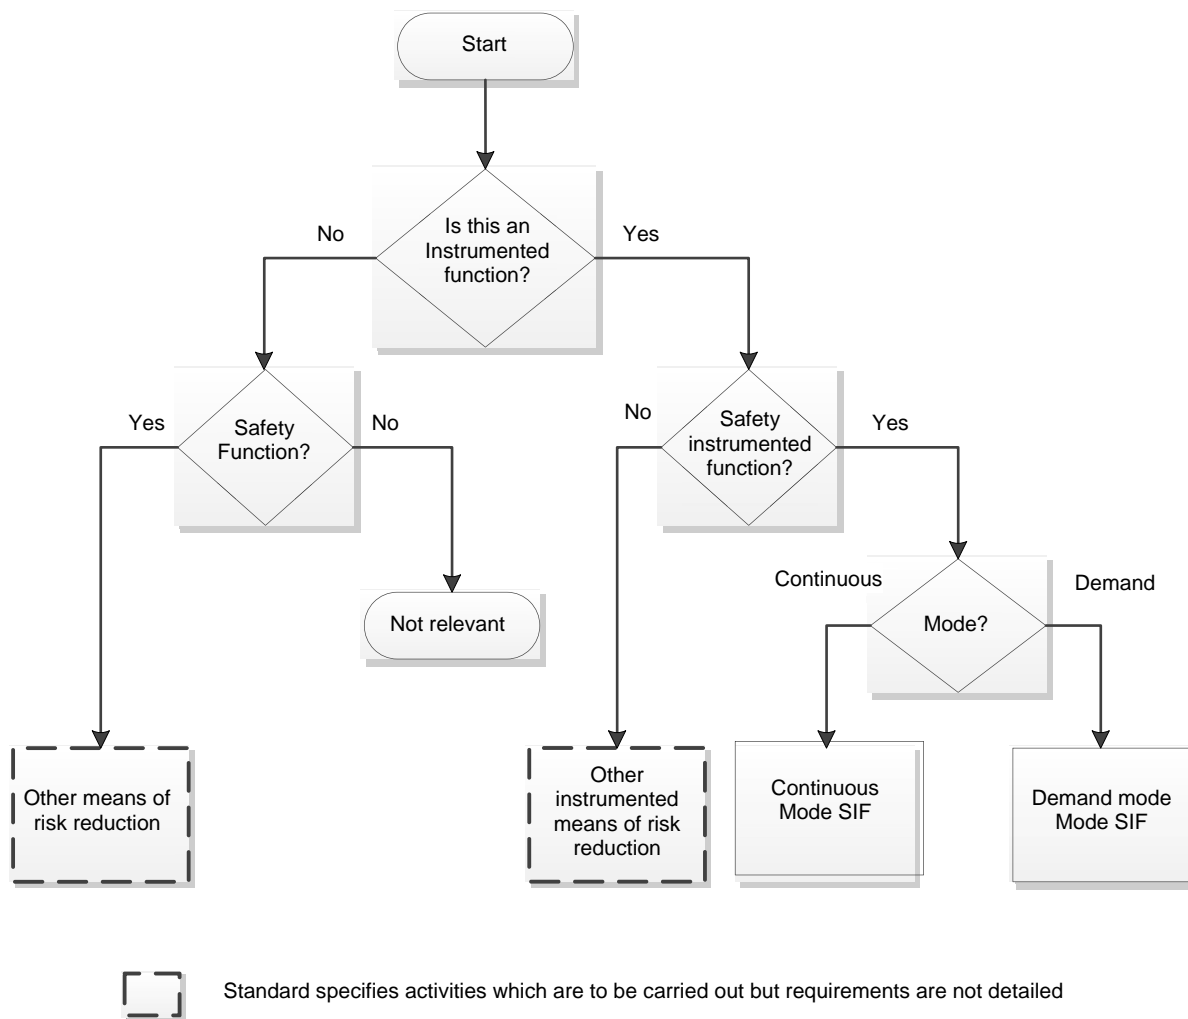 Start
Is this an
Instrumented
function?
No
Yes
Yes
Safety
Function?
No
No
Safety
instrumented
function?
Yes
Not relevant
Continuous
Mode?
Demand
Other means of
risk reduction
Other
instrumented
means of risk
reduction
Continuous
Mode SIF
Demand mode
Mode SIF
Standard specifies activities which are to be carried out but requirements are not detailed